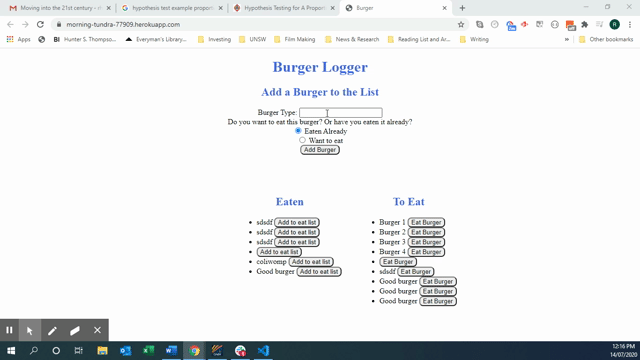 Moving into the 21st century - m
hypothesis test example proport
Hypothesis Testing for A Proport
Burger
morning-tundra-77909.herokuapp.com
Apps
Hunter S. Thompson...
Everyman's Library...
Investing
UNSW
Film Making
News & Research
Reading List and Ar...
Writing
Other bookmarks
Burger Logger
Add a Burger to the List
Burger Type:
Do you want to eat this burger? Or have you eaten it already?
Eaten Already
Want to eat
Add Burger
Eaten
sdsdf Add to eat list
sdsdf Add to eat list
sdsdf Add to eat list
Add to eat list
coliwomp Add to eat list
Good burger Add to eat list
To Eat
Burger 1 Eat Burger
Burger 2 Eat Burger
Burger 3 Eat Burger
Burger 4 Eat Burger
Eat Burger
sdsdf Eat Burger
Good burger Eat Burger
Good burger Eat Burger
Good burger Eat Burger
12:16 PM
14/07/2020